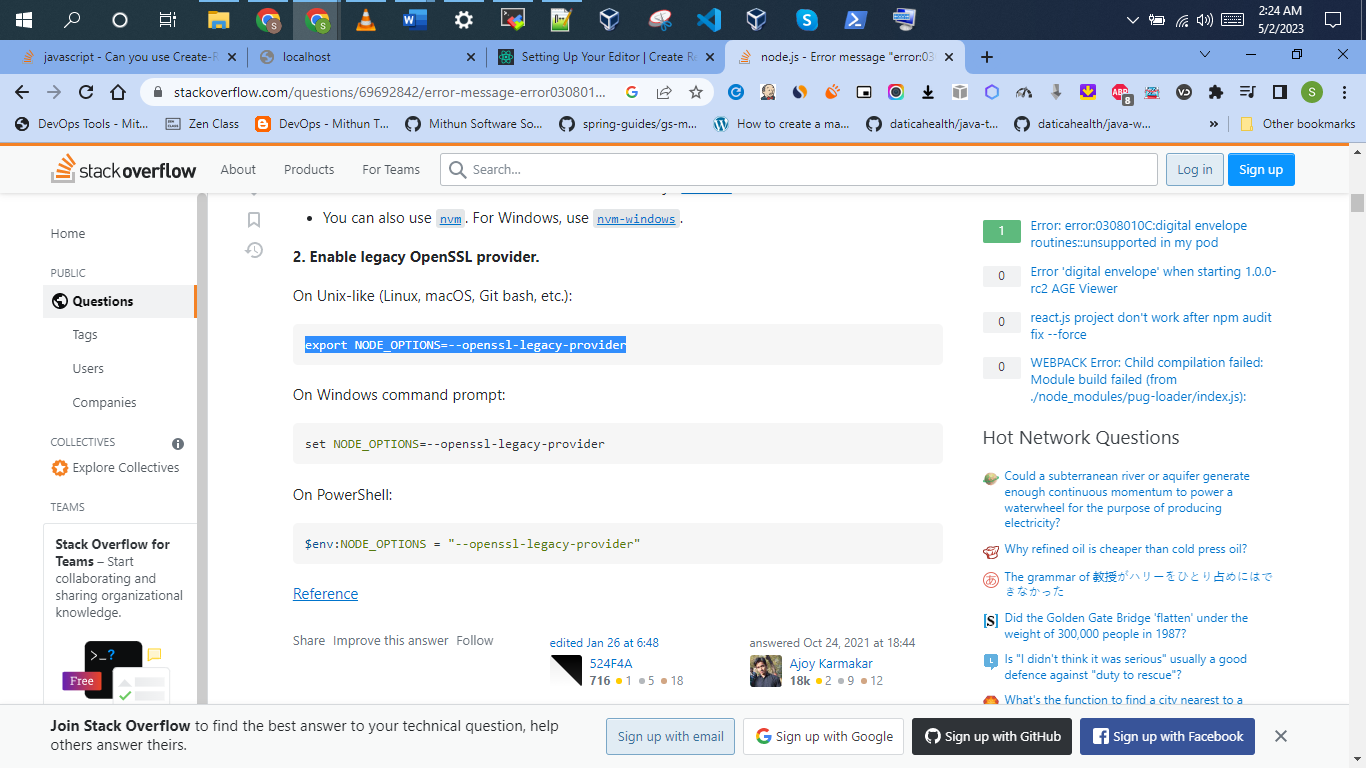 2:24 AM
5/2/2023
javascript - Can you use Create-R
localhost
Setting Up Your Editor | Create Re
node.js - Error message "error:03
stackoverflow.com/questions/69692842/error-message-error030801...
ABP
8
S
DevOps Tools - Mit...
Zen Class
DevOps - Mithun T...
Mithun Software So...
spring-guides/gs-m...
How to create a ma...
daticahealth/java-t...
daticahealth/java-w...
»
Other bookmarks
stackoverflow
About
Products
For Teams
Search...
Log in
Sign up
Home
PUBLIC
Questions
Tags
Users
Companies
COLLECTIVES
Explore Collectives
TEAMS
Stack Overflow for
Teams – Start
collaborating and
sharing organizational
knowledge.
>_?
Free
• You can also use nvm. For Windows, use nvm-windows.
2. Enable legacy OpenSSL provider.
On Unix-like (Linux, macOS, Git bash, etc.):
export NODE_OPTIONS=--openssl-legacy-provider
On Windows command prompt:
set NODE_OPTIONS=--openssl-legacy-provider
On PowerShell:
$env:NODE_OPTIONS = "--openssl-legacy-provider"
Reference
Share Improve this answer Follow
edited Jan 26 at 6:48
524F4A
716 1 5 18
answered Oct 24, 2021 at 18:44
Ajoy Karmakar
18k 2 9 12
1
Error: error:0308010C:digital envelope
routines::unsupported in my pod
0
Error 'digital envelope' when starting 1.0.0-
rc2 AGE Viewer
0
react.js project don't work after npm audit
fix --force
0
WEBPACK Error: Child compilation failed:
Module build failed (from
./node_modules/pug-loader/index.js):
Hot Network Questions
Could a subterranean river or aquifer generate
enough continuous momentum to power a
waterwheel for the purpose of producing
electricity?
Why refined oil is cheaper than cold press oil?
The grammar of 教授がハリーをひとり占めにはで
きなかった
Did the Golden Gate Bridge 'flatten' under the
weight of 300,000 people in 1987?
Is "I didn't think it was serious" usually a good
defence against "duty to rescue"?
What's the function to find a city nearest to a
Join Stack Overflow to find the best answer to your technical question, help
others answer theirs.
Sign up with email
Sign up with Google
Sign up with GitHub
Sign up with Facebook